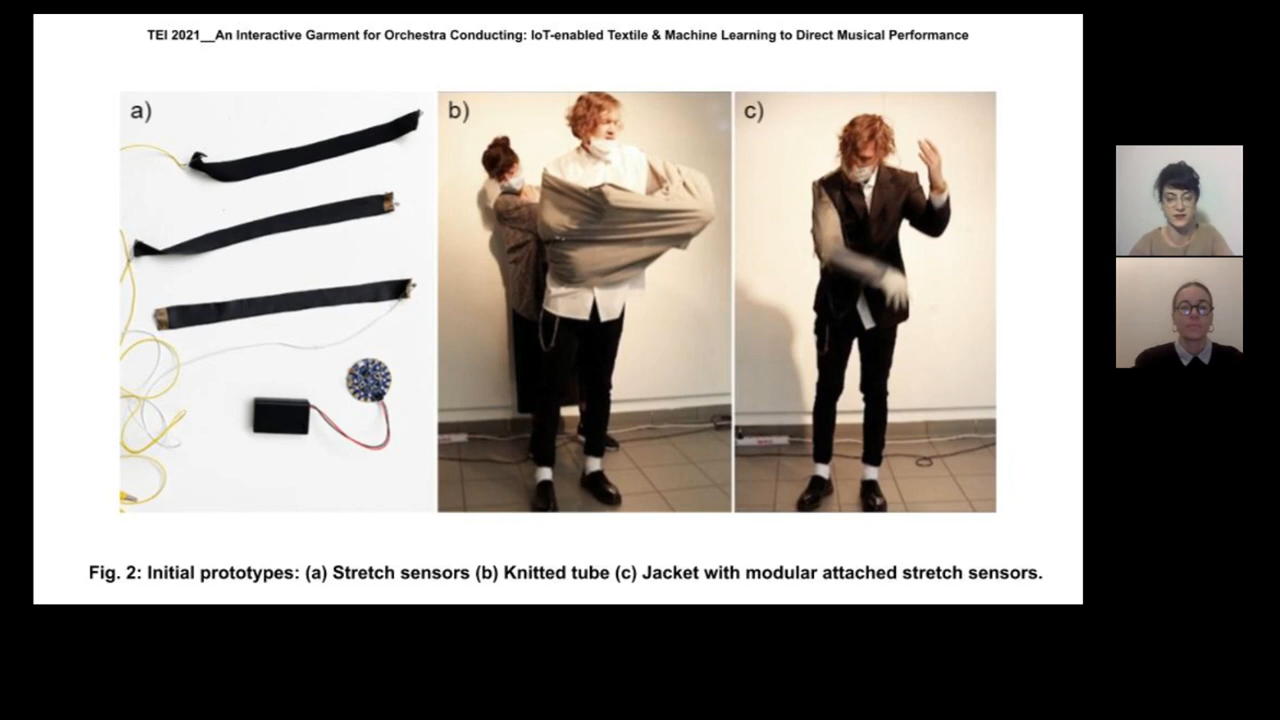 TEI 2021__An Interactive Garment for Orchestra Conducting: IoT-enabled Textile & Machine Learning to Direct Musical Performance
a)
b)
c)
Fig. 2: Initial prototypes: (a) Stretch sensors (b) Knitted tube (c) Jacket with modular attached stretch sensors.